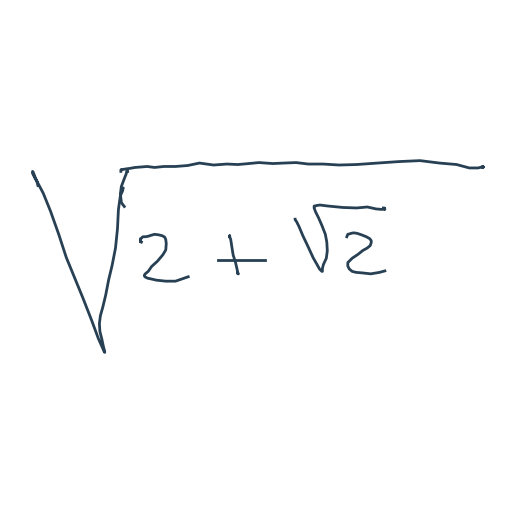 √(2 + √2)